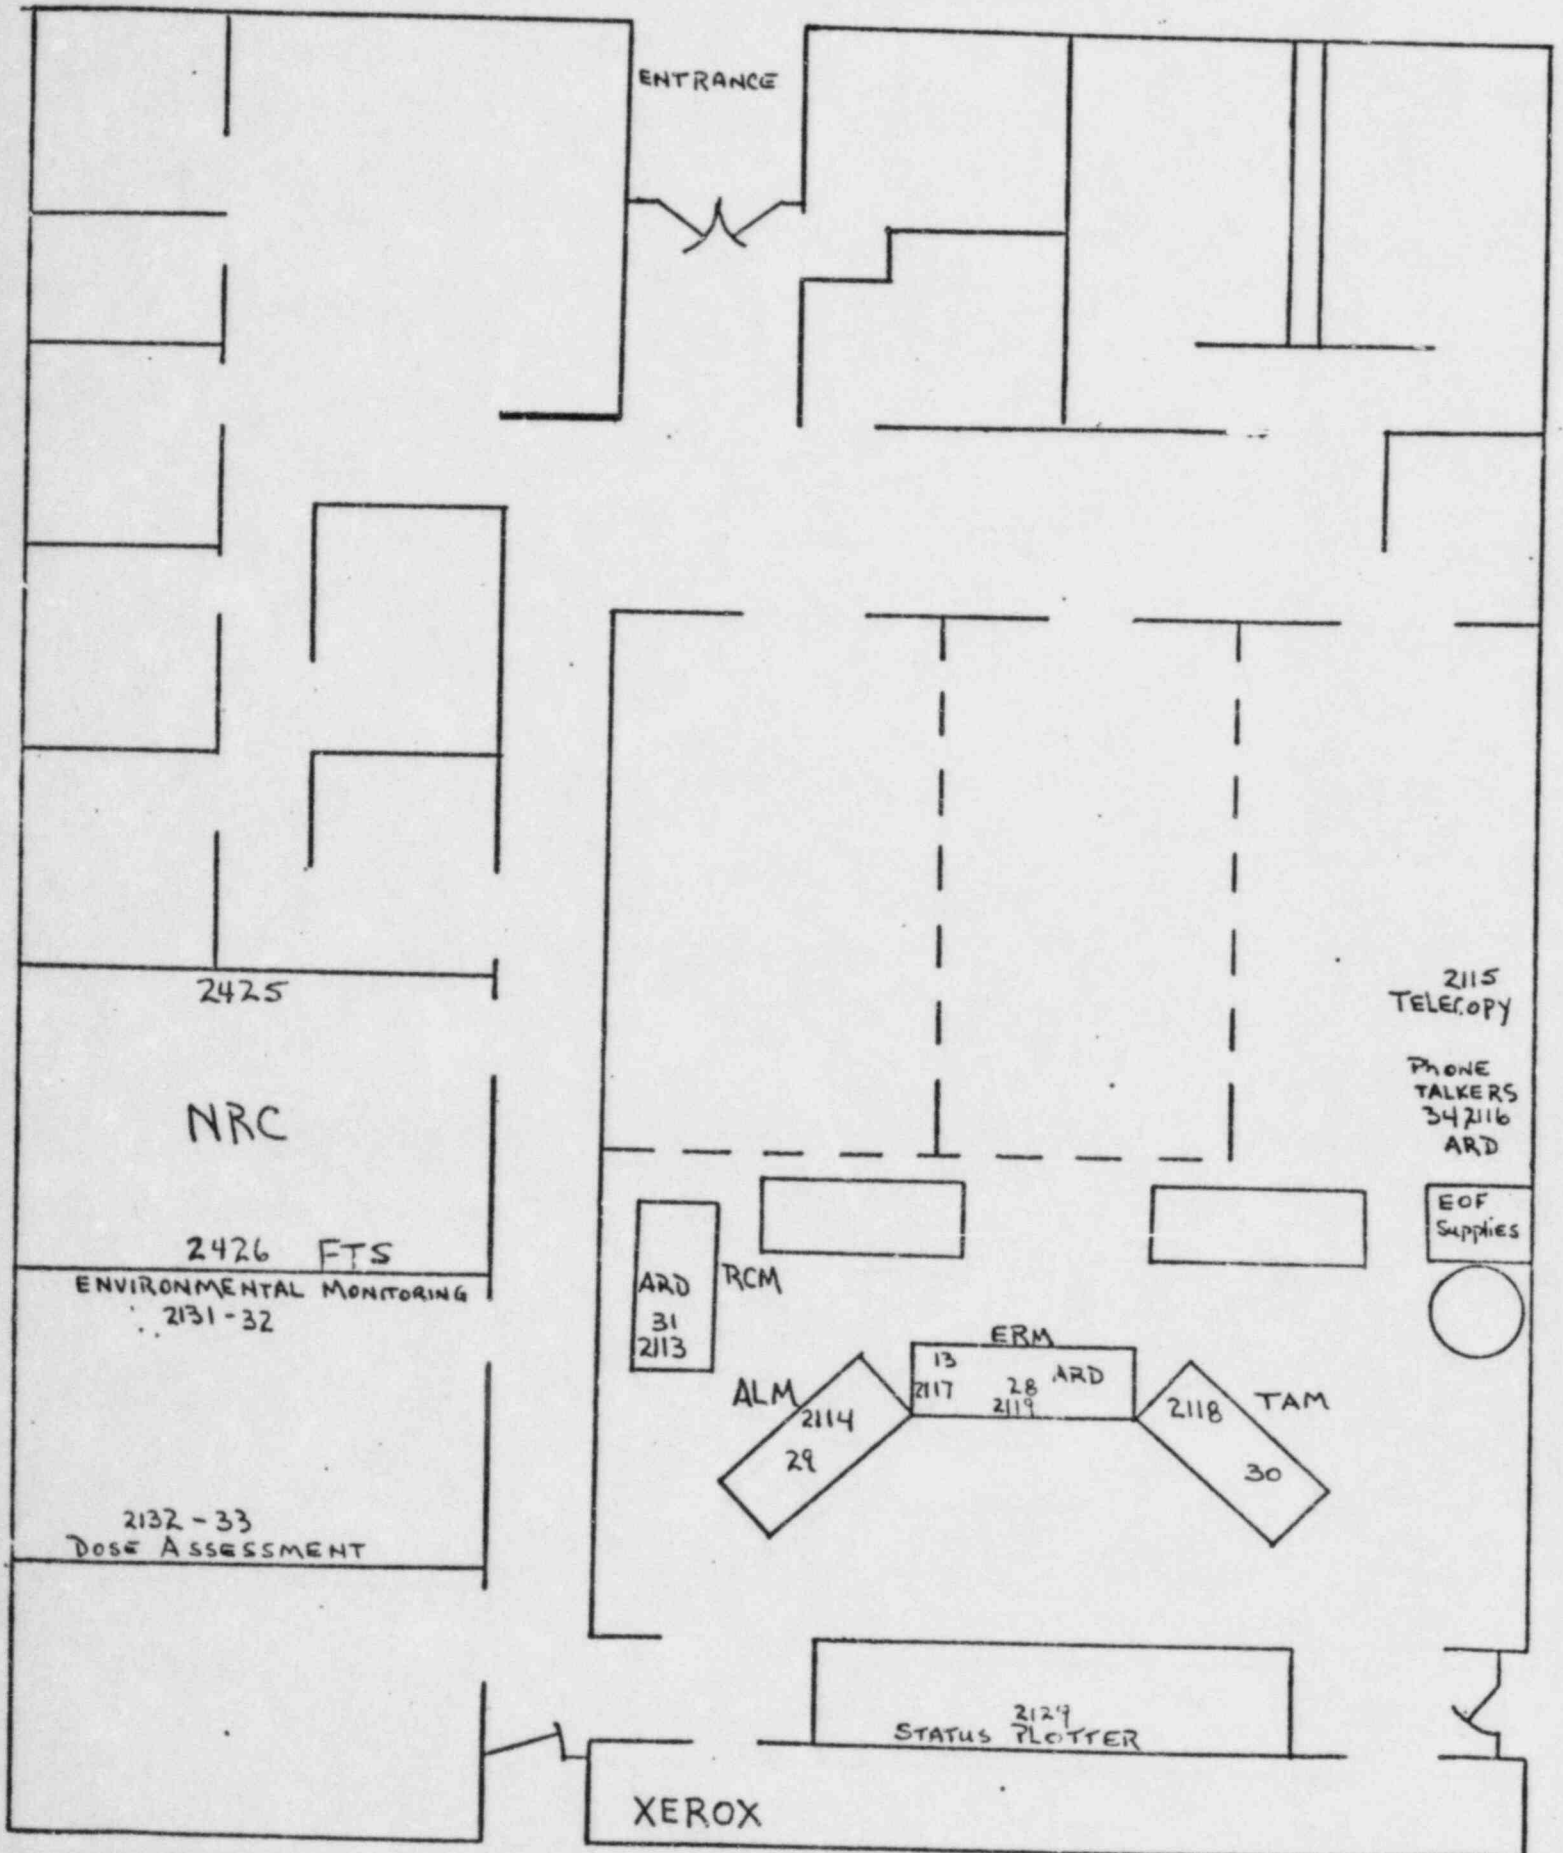 ENTRANCE
2425
NRC
2426 FTS
ENVIRONMENTAL MONITORING
2131-32
2132-33
DOSE ASSESSMENT
2115
TELECOPY
PhONE
TALKERS
34 2116
ARD
EOF
Supplies
ARD
31
2113
RCM
ALM
2114
29
ERM
13
2117
28
2119
ARD
2118
30
TAM
2129
STATUS PLOTTER
XEROX